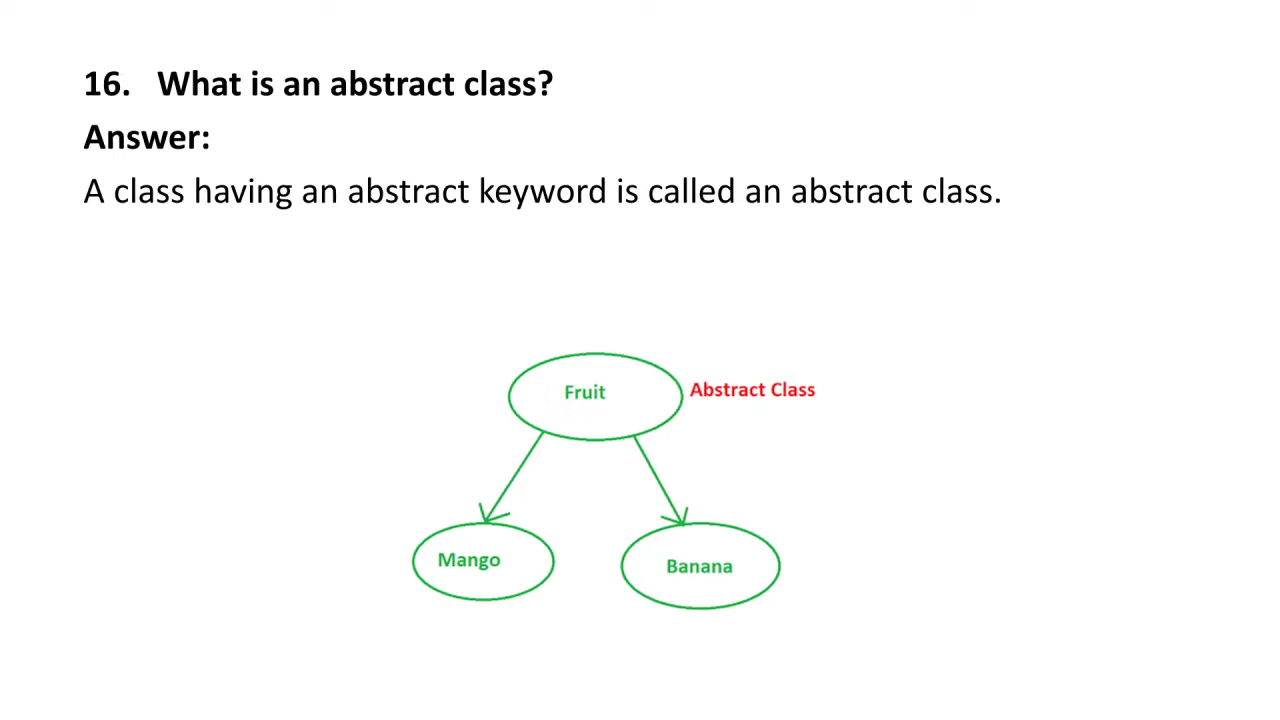 16. What is an abstract class?
Answer:
A class having an abstract keyword is called an abstract class.
Fruit
Abstract Class
Mango
Banana